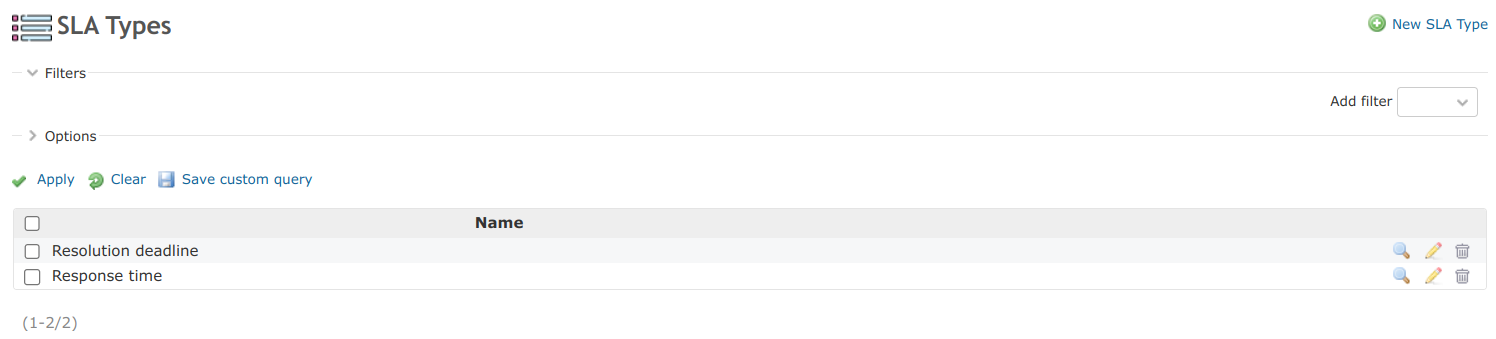 SLA Types
New SLA Type
Filters
Add filter
Options
Apply Clear Save custom query
Name
Resolution deadline
Response time
(1-2/2)